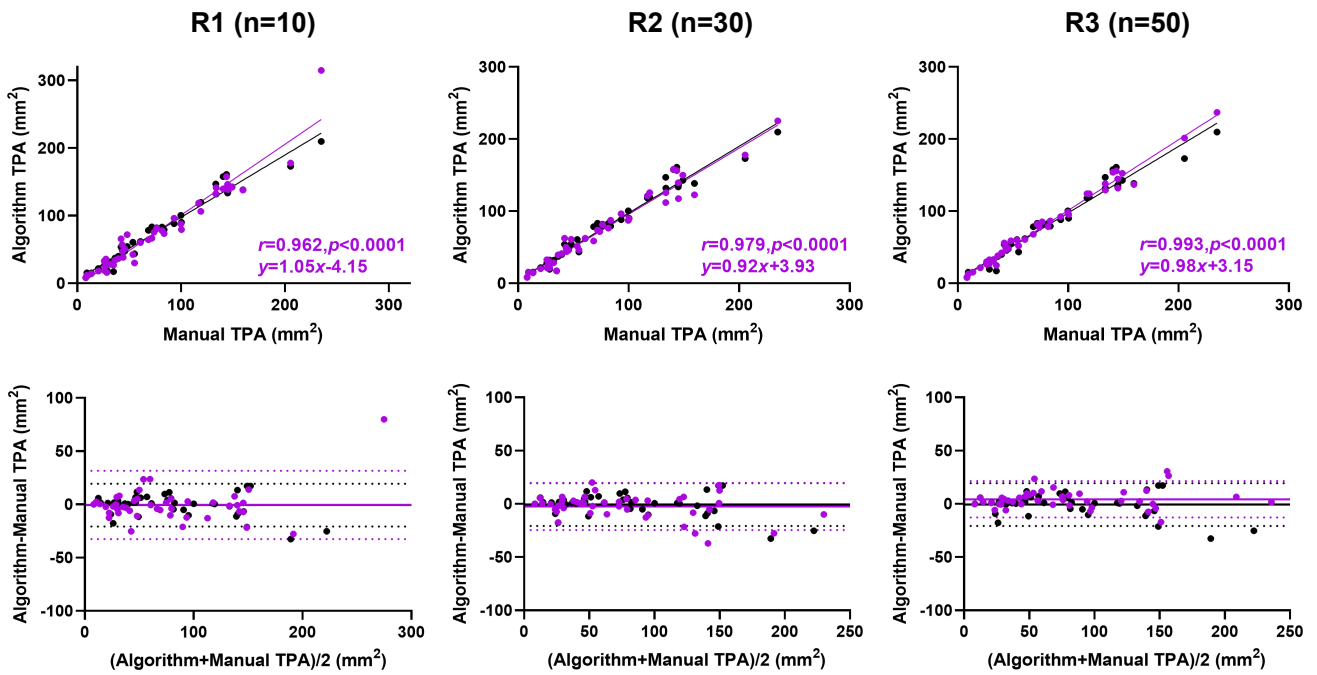 R1 (n=10)
R2 (n=30)
R3 (n=50)
Algorithm TPA (mm²)
300
200
100
0
r=0.962,p<0.0001
y=1.05x-4.15
0 100 200 300
Manual TPA (mm²)
Algorithm TPA (mm²)
300
200
100
0
r=0.979,p<0.0001
y=0.92x+3.93
0 100 200 300
Manual TPA (mm²)
Algorithm TPA (mm²)
300
200
100
0
r=0.993,p<0.0001
y=0.98x+3.15
0 100 200 300
Manual TPA (mm²)
Algorithm-Manual TPA (mm²)
100
50
0
-50
-100
0 100 200 300
(Algorithm+Manual TPA)/2 (mm²)
Algorithm-Manual TPA (mm²)
100
50
0
-50
-100
0 50 100 150 200 250
(Algorithm+Manual TPA)/2 (mm²)
Algorithm-Manual TPA (mm²)
100
50
0
-50
-100
0 50 100 150 200 250
(Algorithm+Manual TPA)/2 (mm²)